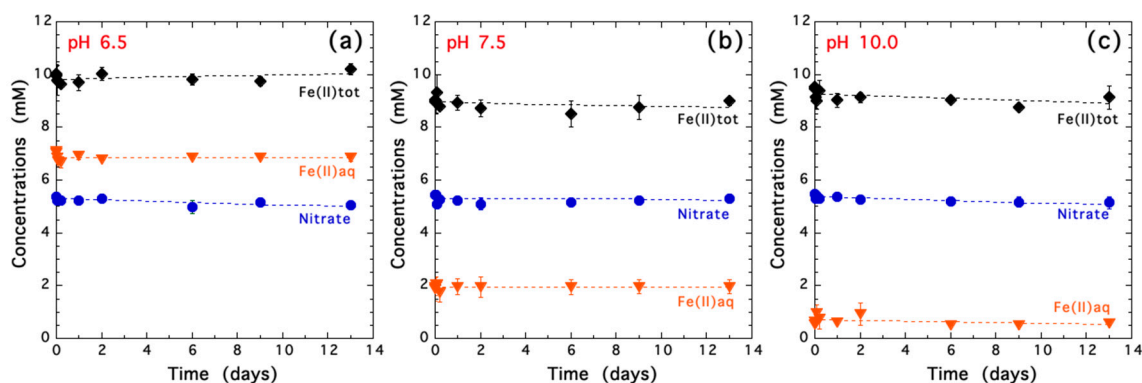 pH 6.5
(a)
Fe(II)tot
Fe(II)aq
Nitrate
Concentrations (mM)
12
10
8
6
4
2
0
0 2 4 6 8 10 12 14
Time (days)
pH 7.5
(b)
Fe(II)tot
Nitrate
Fe(II)aq
Concentrations (mM)
12
10
8
6
4
2
0
0 2 4 6 8 10 12 14
Time (days)
pH 10.0
(c)
Fe(II)tot
Nitrate
Fe(II)aq
Concentrations (mM)
12
10
8
6
4
2
0
0 2 4 6 8 10 12 14
Time (days)